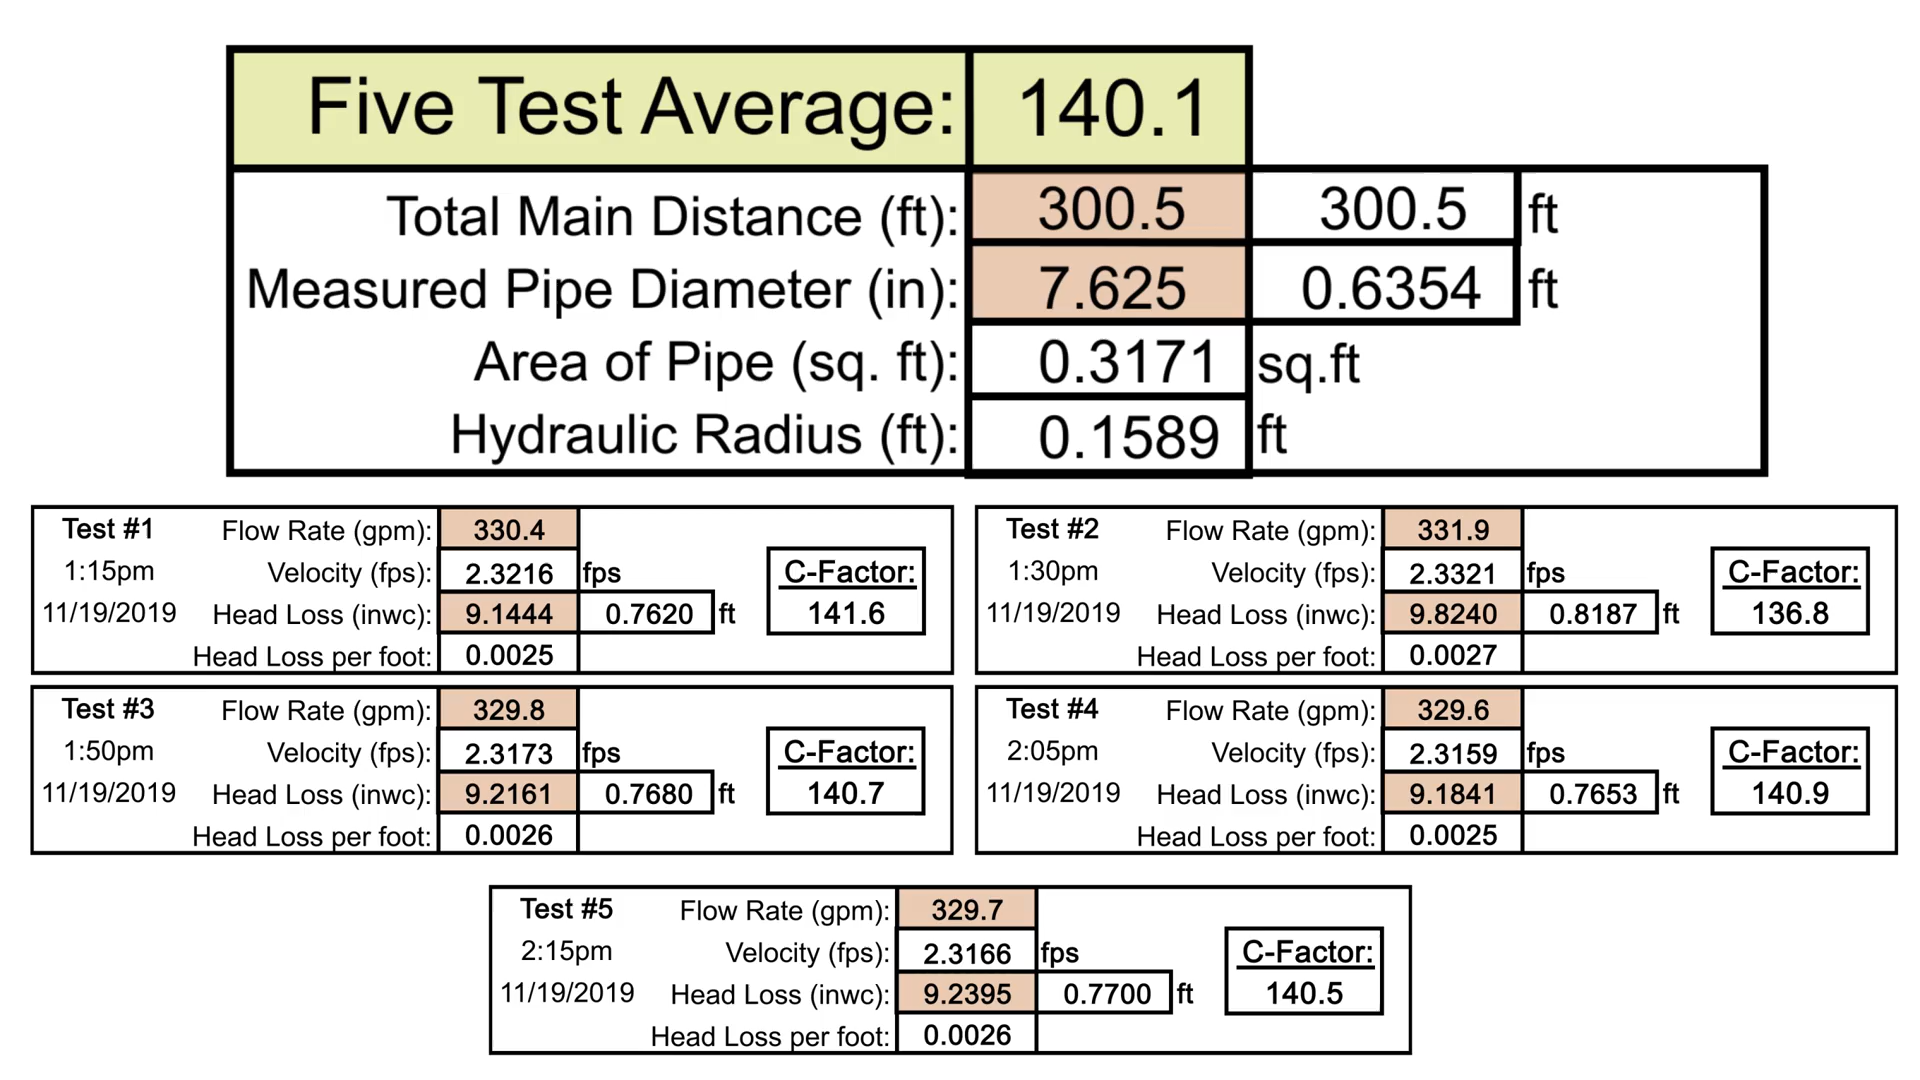 Five Test Average: 140.1
Total Main Distance (ft): 300.5 300.5 ft
Measured Pipe Diameter (in): 7.625 0.6354 ft
Area of Pipe (sq. ft): 0.3171 sq.ft
Hydraulic Radius (ft): 0.1589 ft
Test #1 Flow Rate (gpm): 330.4
1:15pm Velocity (fps): 2.3216 fps C-Factor:
11/19/2019 Head Loss (inwc): 9.1444 0.7620 ft 141.6
Head Loss per foot: 0.0025
Test #2 Flow Rate (gpm): 331.9
1:30pm Velocity (fps): 2.3321 fps C-Factor:
11/19/2019 Head Loss (inwc): 9.8240 0.8187 ft 136.8
Head Loss per foot: 0.0027
Test #3 Flow Rate (gpm): 329.8
1:50pm Velocity (fps): 2.3173 fps C-Factor:
11/19/2019 Head Loss (inwc): 9.2161 0.7680 ft 140.7
Head Loss per foot: 0.0026
Test #4 Flow Rate (gpm): 329.6
2:05pm Velocity (fps): 2.3159 fps C-Factor:
11/19/2019 Head Loss (inwc): 9.1841 0.7653 ft 140.9
Head Loss per foot: 0.0025
Test #5 Flow Rate (gpm): 329.7
2:15pm Velocity (fps): 2.3166 fps C-Factor:
11/19/2019 Head Loss (inwc): 9.2395 0.7700 ft 140.5
Head Loss per foot: 0.0026